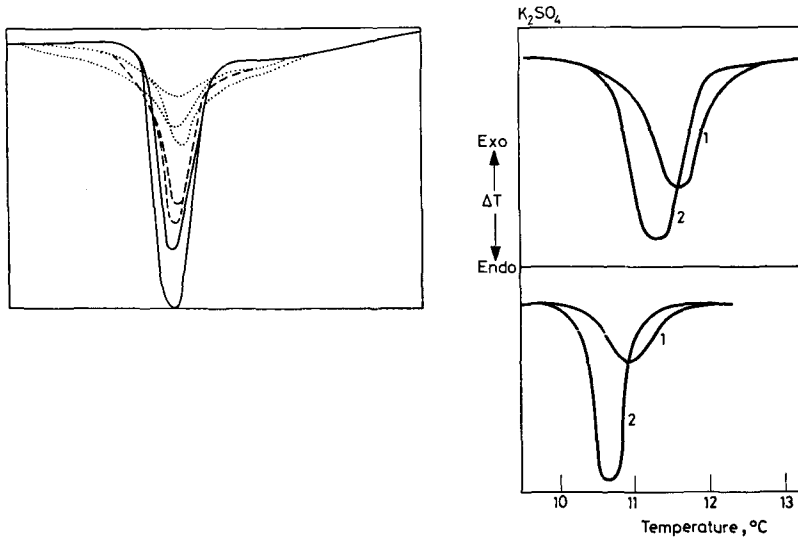 K₂SO₄
Exo
ΔT
Endo
1
2
1
2
10 11 12 13
Temperature, °C